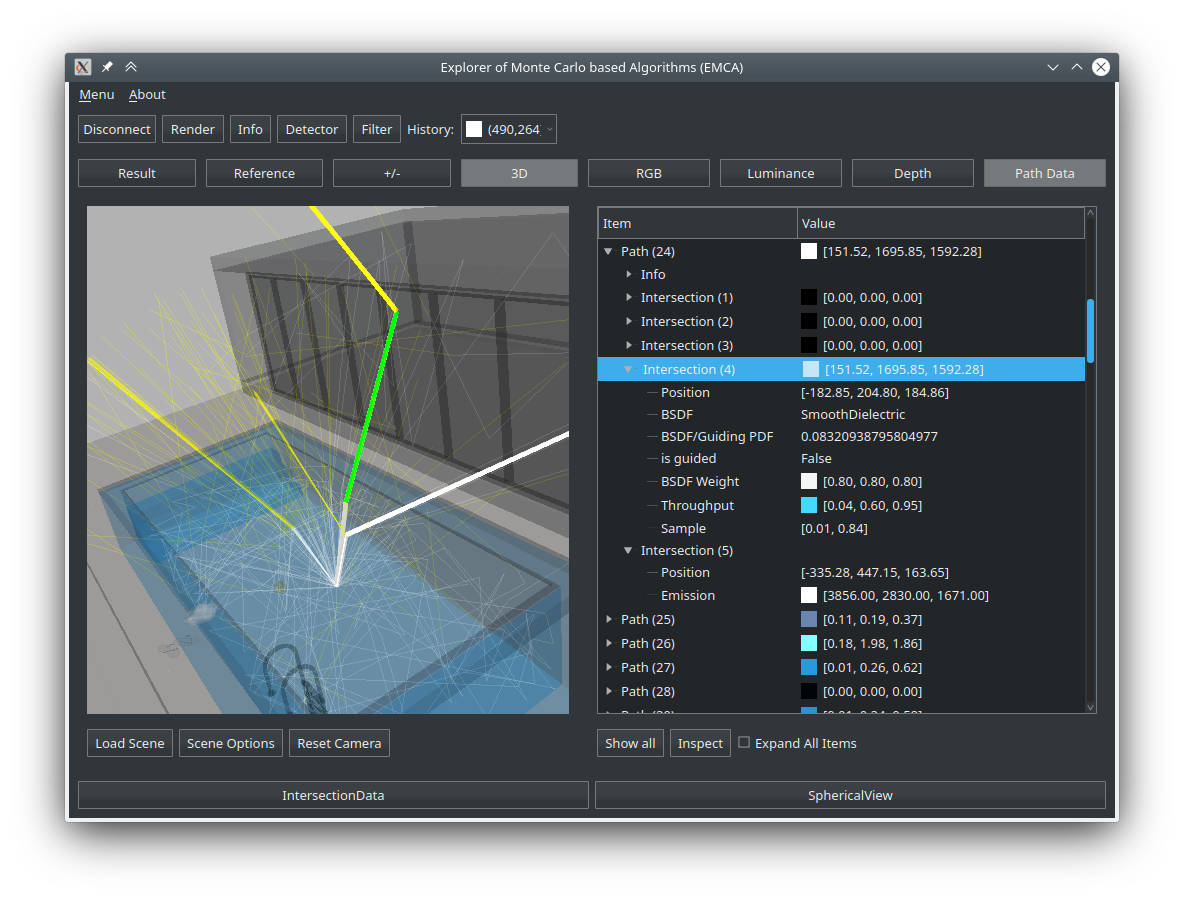 Explorer of Monte Carlo based Algorithms (EMCA)
Menu About
Disconnect Render Info Detector Filter History: (490,264)
Result Reference +/- 3D RGB Luminance Depth Path Data
Item Value
Path (24) [151.52, 1695.85, 1592.28]
Info
Intersection (1) [0.00, 0.00, 0.00]
Intersection (2) [0.00, 0.00, 0.00]
Intersection (3) [0.00, 0.00, 0.00]
Intersection (4) [151.52, 1695.85, 1592.28]
Position [-182.85, 204.80, 184.86]
BSDF SmoothDielectric
BSDF/Guiding PDF 0.08320938795804977
is guided False
BSDF Weight [0.80, 0.80, 0.80]
Throughput [0.04, 0.60, 0.95]
Sample [0.01, 0.84]
Intersection (5)
Position [-335.28, 447.15, 163.65]
Emission [3856.00, 2830.00, 1671.00]
Path (25) [0.11, 0.19, 0.37]
Path (26) [0.18, 1.98, 1.86]
Path (27) [0.01, 0.26, 0.62]
Path (28) [0.00, 0.00, 0.00]
Load Scene Scene Options Reset Camera Show all Inspect Expand All Items
IntersectionData SphericalView